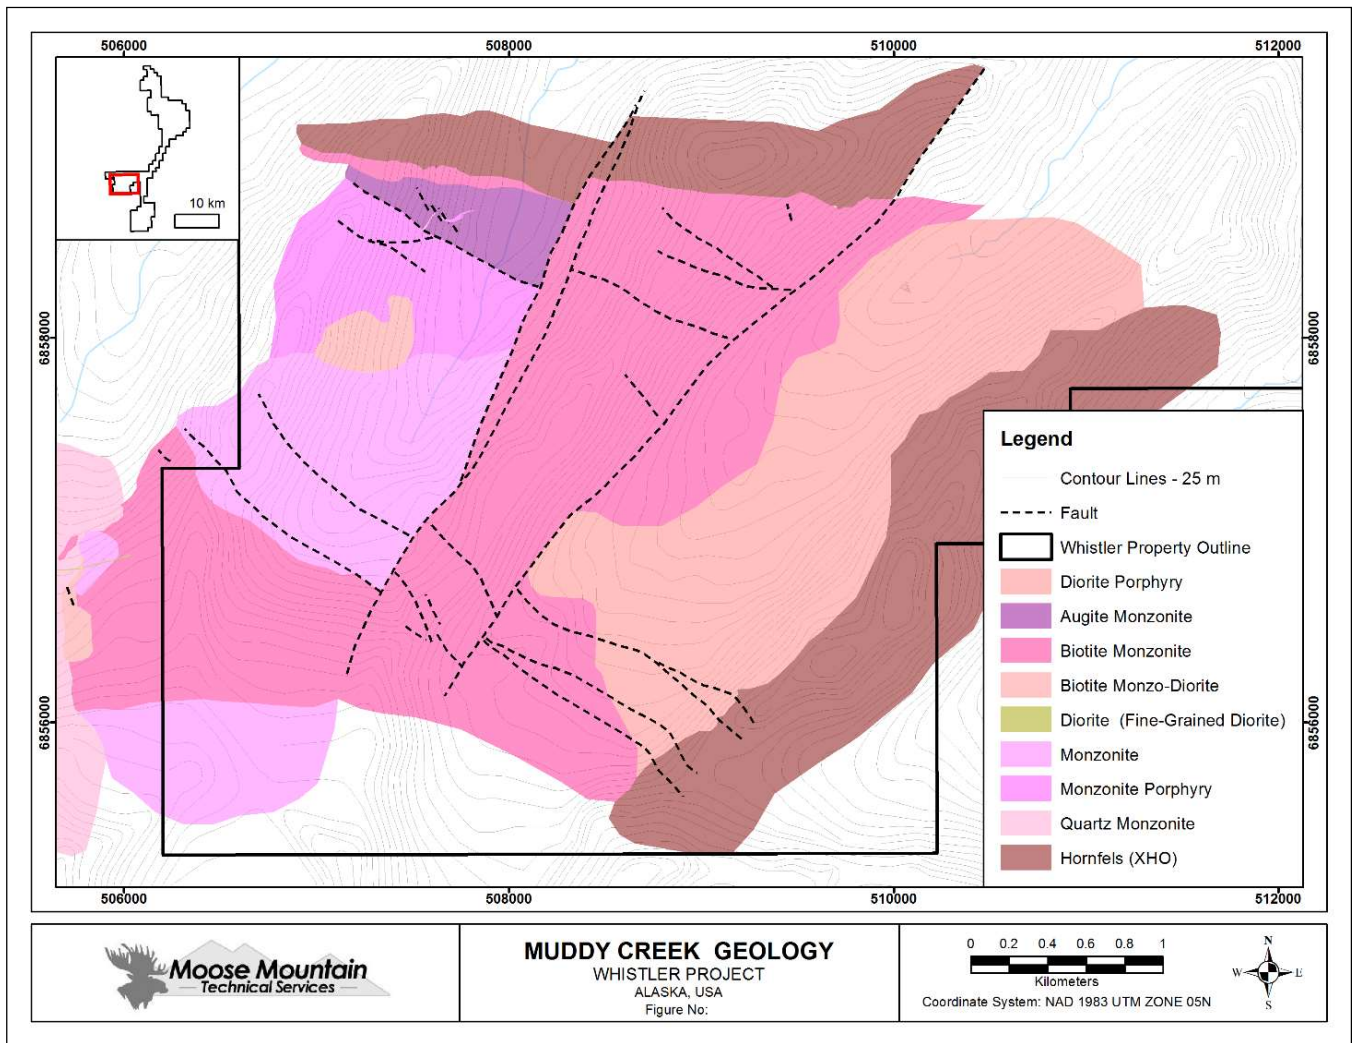 506000 508000 510000 512000
10 km
6858000
6858000
6856000
6856000
Legend
Contour Lines - 25 m
Fault
Whistler Property Outline
Diorite Porphyry
Augite Monzonite
Biotite Monzonite
Biotite Monzo-Diorite
Diorite (Fine-Grained Diorite)
Monzonite
Monzonite Porphyry
Quartz Monzonite
Hornfels (XHO)
506000 508000 510000 512000
Moose Mountain
Technical Services
MUDDY CREEK GEOLOGY
WHISTLER PROJECT
ALASKA, USA
Figure No:
0 0.2 0.4 0.6 0.8 1
Kilometers
Coordinate System: NAD 1983 UTM ZONE 05N
N
W E
S